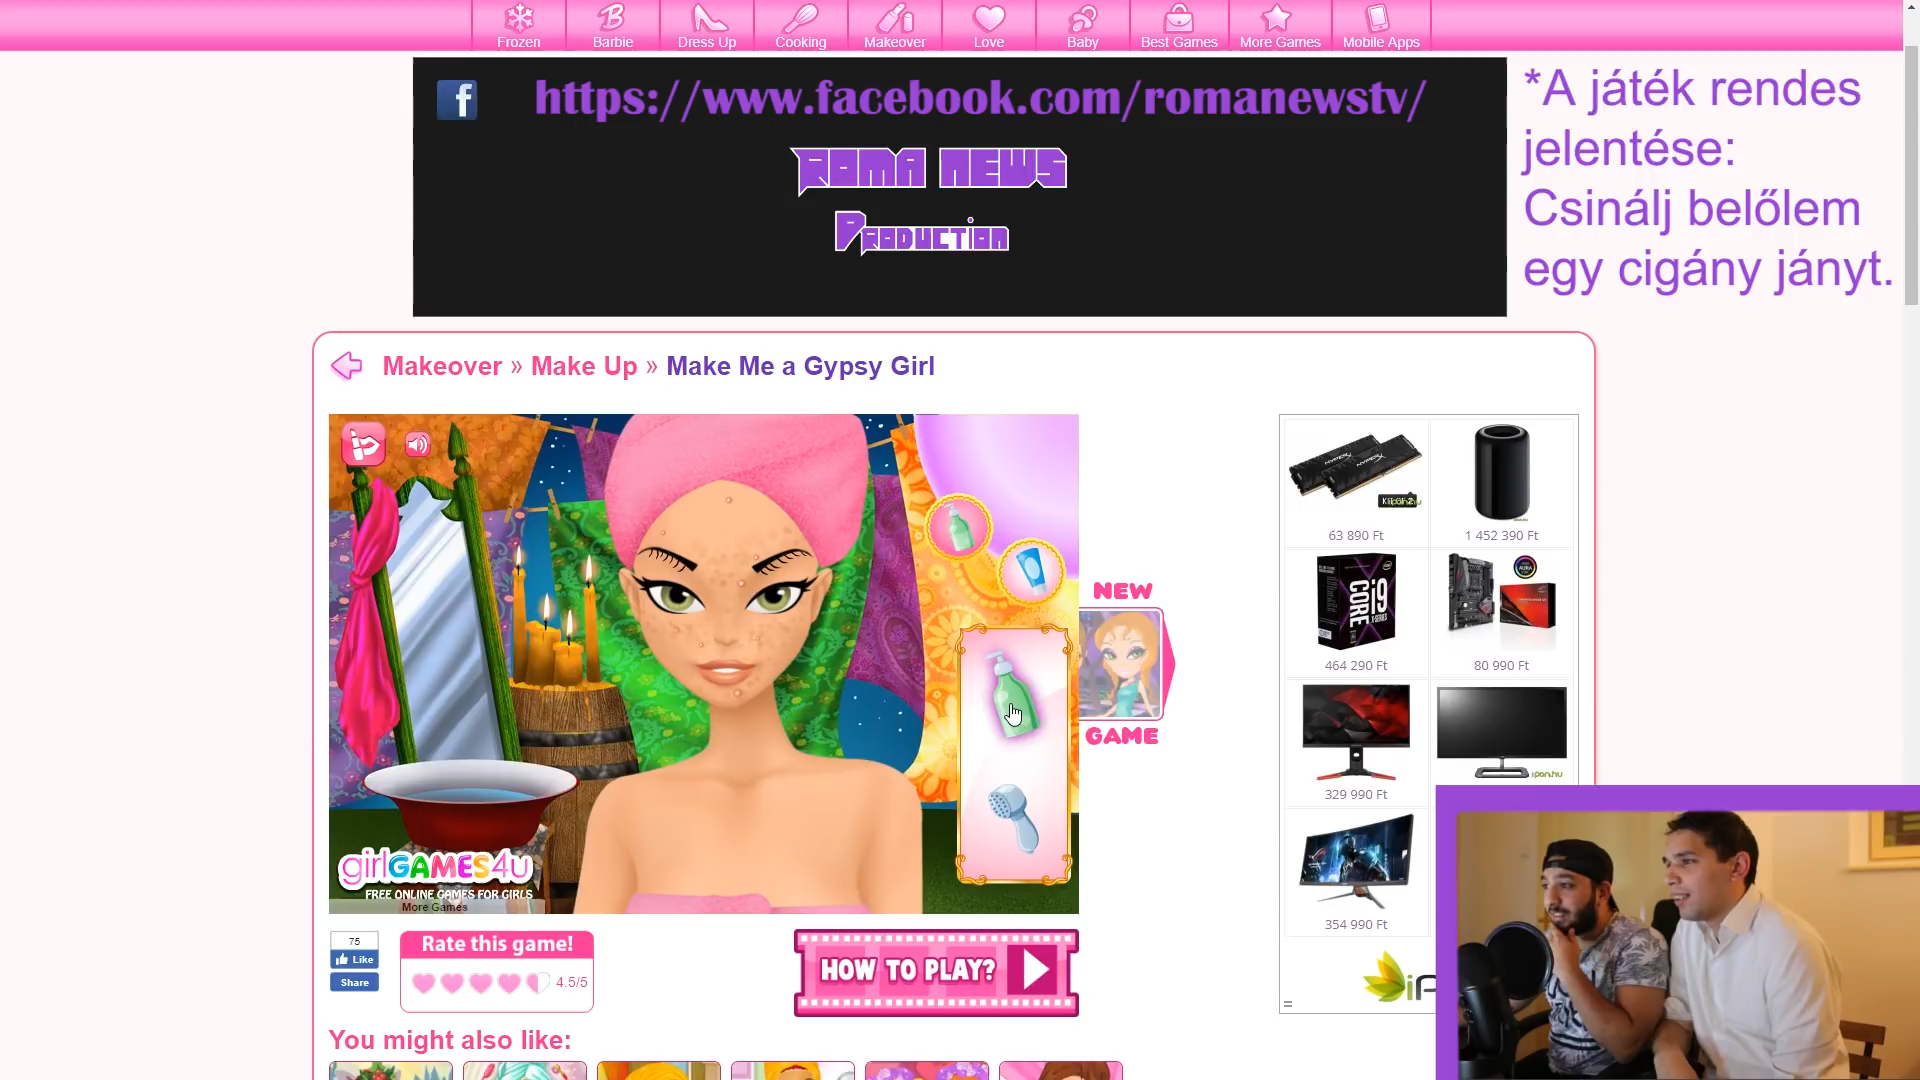 Frozen
Barbie
Dress Up
Cooking
Makeover
Love
Baby
Best Games
More Games
Mobile Apps
https://www.facebook.com/romanewstv/
ROMA NEWS
PRODUCTION
*A játék rendes
jelentése:
Csinálj belőlem
egy cigány jányt.
Makeover » Make Up » Make Me a Gypsy Girl
NEW
GAME
girlGAMES4U
FREE ONLINE GAMES FOR GIRLS
More Games
63 890 Ft
1 452 390 Ft
CORE i9
464 290 Ft
80 990 Ft
329 990 Ft
ipon.hu
354 990 Ft
75
Like
Share
Rate this game!
4.5/5
HOW TO PLAY?
You might also like: